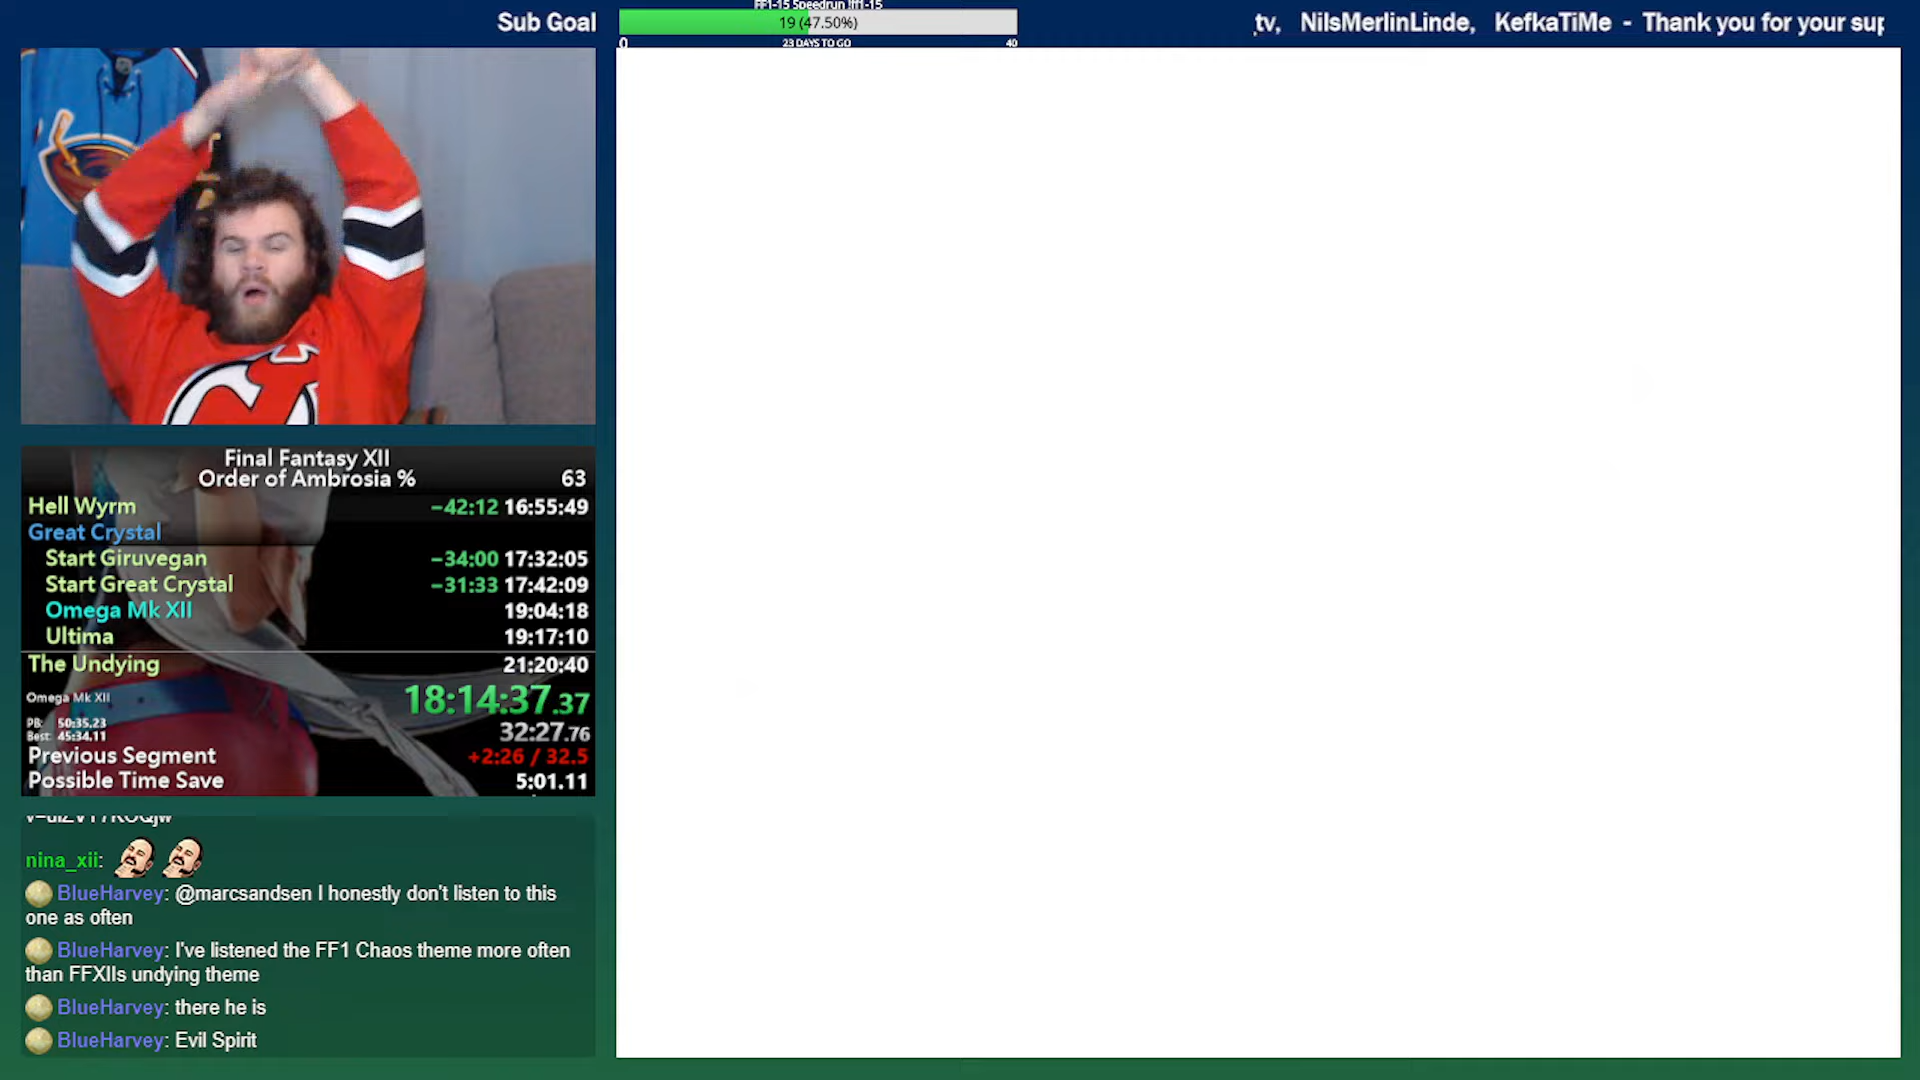 FF1-15 Speedrun !ff1-15
Sub Goal
19 (47.50%)
0
23 DAYS TO GO
40
tv, NilsMerlinLinde, KefkaTiMe - Thank you for your sup
Final Fantasy XII
Order of Ambrosia %
63
Hell Wyrm -42:12 16:55:49
Great Crystal
Start Giruvegan -34:00 17:32:05
Start Great Crystal -31:33 17:42:09
Omega Mk XII 19:04:18
Ultima 19:17:10
The Undying 21:20:40
Omega Mk XII
18:14:37.37
PB: 50:35.23
Best: 45:34.11
32:27.76
Previous Segment +2:26 / 32.5
Possible Time Save 5:01.11
nina_xii:
BlueHarvey: @marcsandsen I honestly don't listen to this
one as often
BlueHarvey: I've listened the FF1 Chaos theme more often
than FFXIIs undying theme
BlueHarvey: there he is
BlueHarvey: Evil Spirit